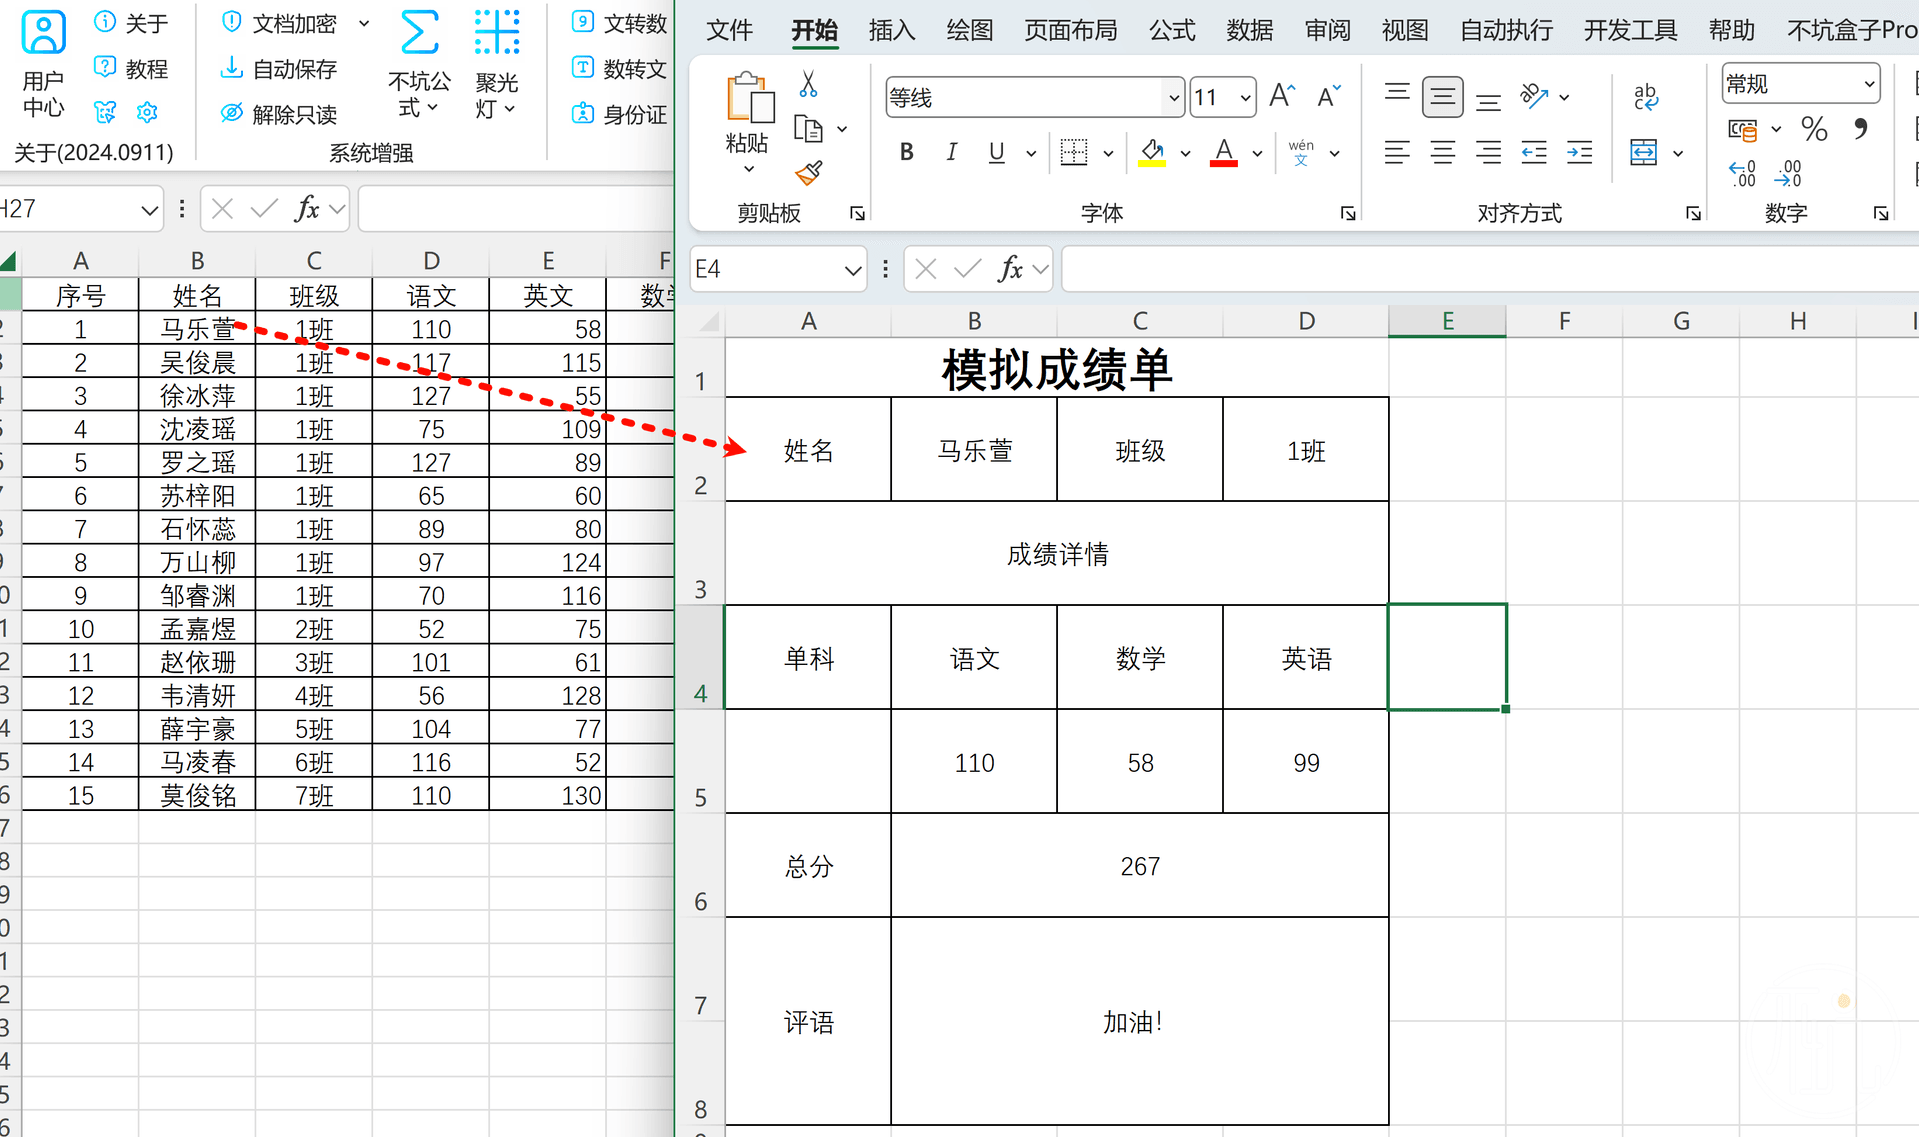 关于
教程
用户
中心
关于(2024.0911)
文档加密
自动保存
解除只读
不坑公
式
聚光
灯
系统增强
文转数
数转文
身份证
H27
fx
A B C D E F
序号 姓名 班级 语文 英文
1 马乐萱 1班 110 58
2 吴俊晨 1班 117 115
3 徐冰萍 1班 127 55
4 沈凌瑶 1班 75 109
5 罗之瑶 1班 127 89
6 苏梓阳 1班 65 60
7 石怀蕊 1班 89 80
8 万山柳 1班 97 124
9 邹睿渊 1班 70 116
10 孟嘉煜 2班 52 75
11 赵依珊 3班 101 61
12 韦清妍 4班 56 128
13 薛宇豪 5班 104 77
14 马凌春 6班 116 52
15 莫俊铭 7班 110 130
文件 开始 插入 绘图 页面布局 公式 数据 审阅 视图 自动执行 开发工具 帮助 不坑盒子Pro
粘贴
剪贴板
等线 11
B I U A wén 文
字体
ab
对齐方式
常规
%
.00 .00
.0
数字
E4
fx
A B C D E F G H I
1 模拟成绩单
2 姓名 马乐萱 班级 1班
3 成绩详情
4 单科 语文 数学 英语
5 110 58 99
6 总分 267
7 评语 加油！
8